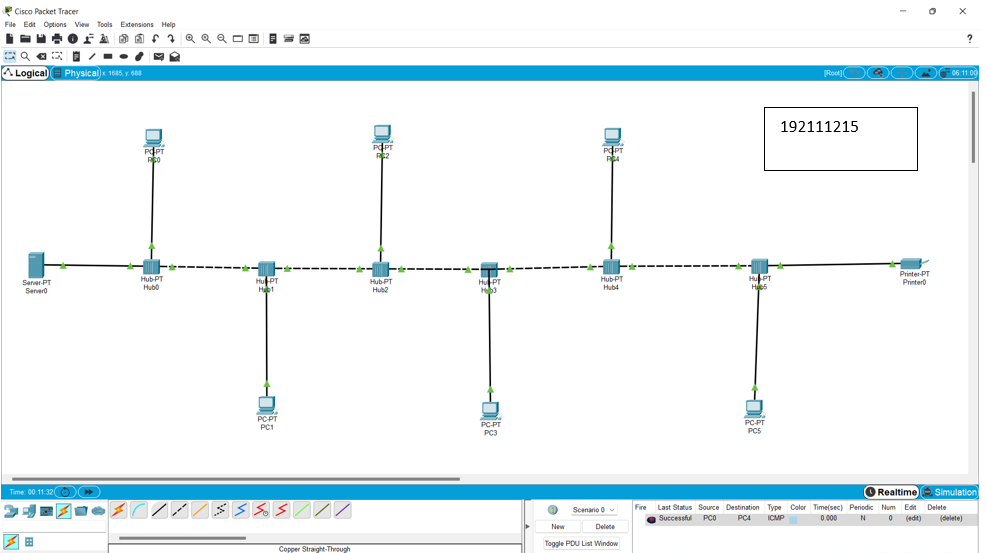 Cisco Packet Tracer
File Edit Options View Tools Extensions Help
?
Logical Physical x: 1685, y: 688 [Root] 06:11:00
192111215
PC-PT
PC0
PC-PT
PC2
PC-PT
PC4
Server-PT
Server0
Hub-PT
Hub0
Hub-PT
Hub1
Hub-PT
Hub2
Hub-PT
Hub3
Hub-PT
Hub4
Hub-PT
Hub5
Printer-PT
Printer0
PC-PT
PC1
PC-PT
PC3
PC-PT
PC5
Time: 00:11:32 Realtime Simulation
Scenario 0
New Delete
Toggle PDU List Window
Fire Last Status Source Destination Type Color Time(sec) Periodic Num Edit Delete
Successful PC0 PC4 ICMP 0.000 N 0 (edit) (delete)
Copper Straight-Through